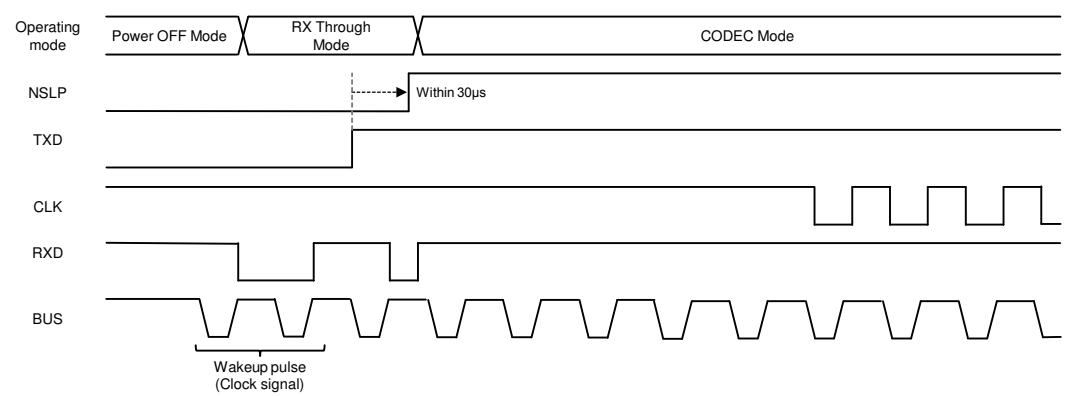 Operating
mode
Power OFF Mode
RX Through
Mode
CODEC Mode
NSLP
Within 30µs
TXD
CLK
RXD
BUS
Wakeup pulse
(Clock signal)